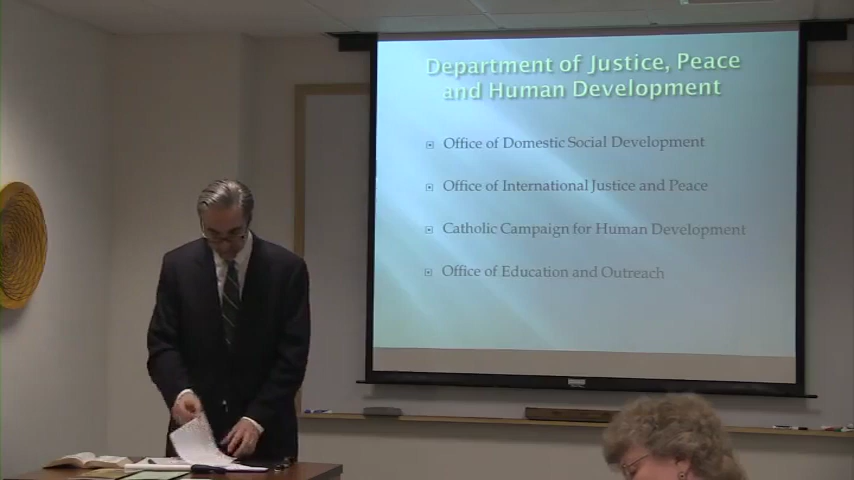 Department of Justice, Peace
and Human Development
Office of Domestic Social Development
Office of International Justice and Peace
Catholic Campaign for Human Development
Office of Education and Outreach